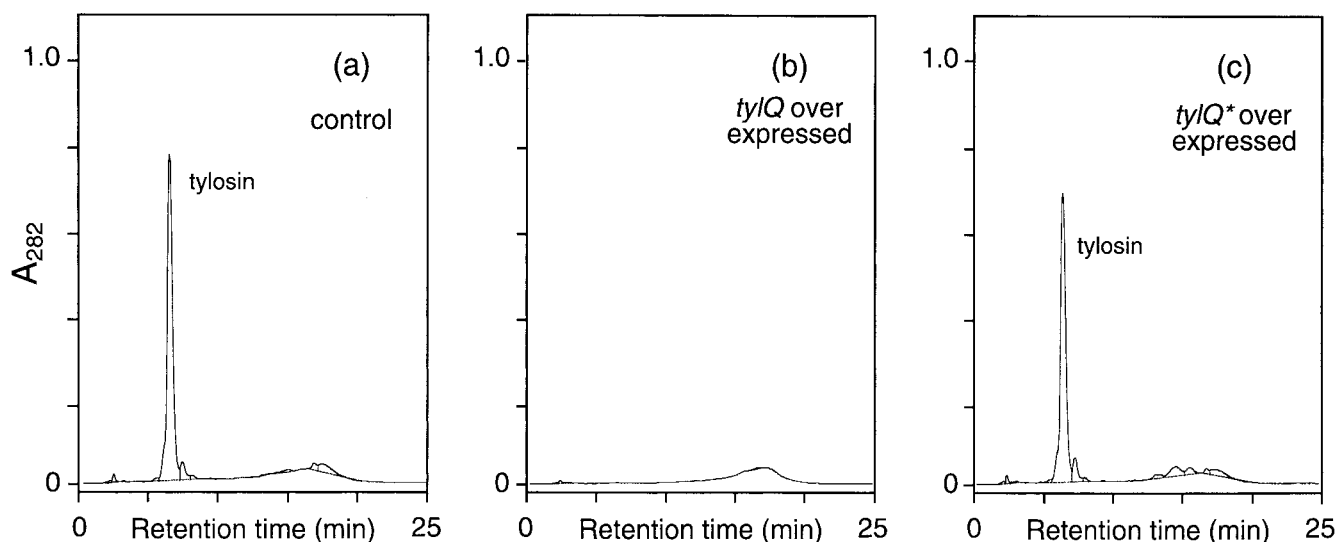 (a)
control
tylosin
1.0
0
A282
0
Retention time (min)
25
(b)
tylQ over
expressed
1.0
0
0
Retention time (min)
25
(c)
tylQ* over
expressed
tylosin
1.0
0
0
Retention time (min)
25